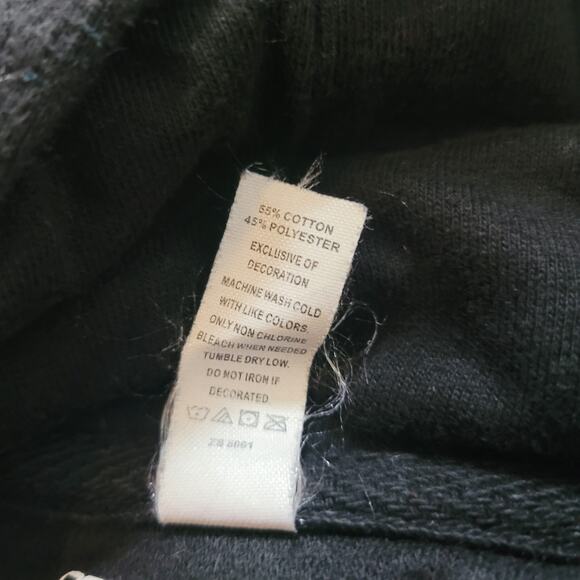 55% COTTON
45% POLYESTER
EXCLUSIVE OF
DECORATION
MACHINE WASH COLD
WITH LIKE COLORS.
ONLY NON CHLORINE
BLEACH WHEN NEEDED
TUMBLE DRY LOW.
DO NOT IRON IF
DECORATED.